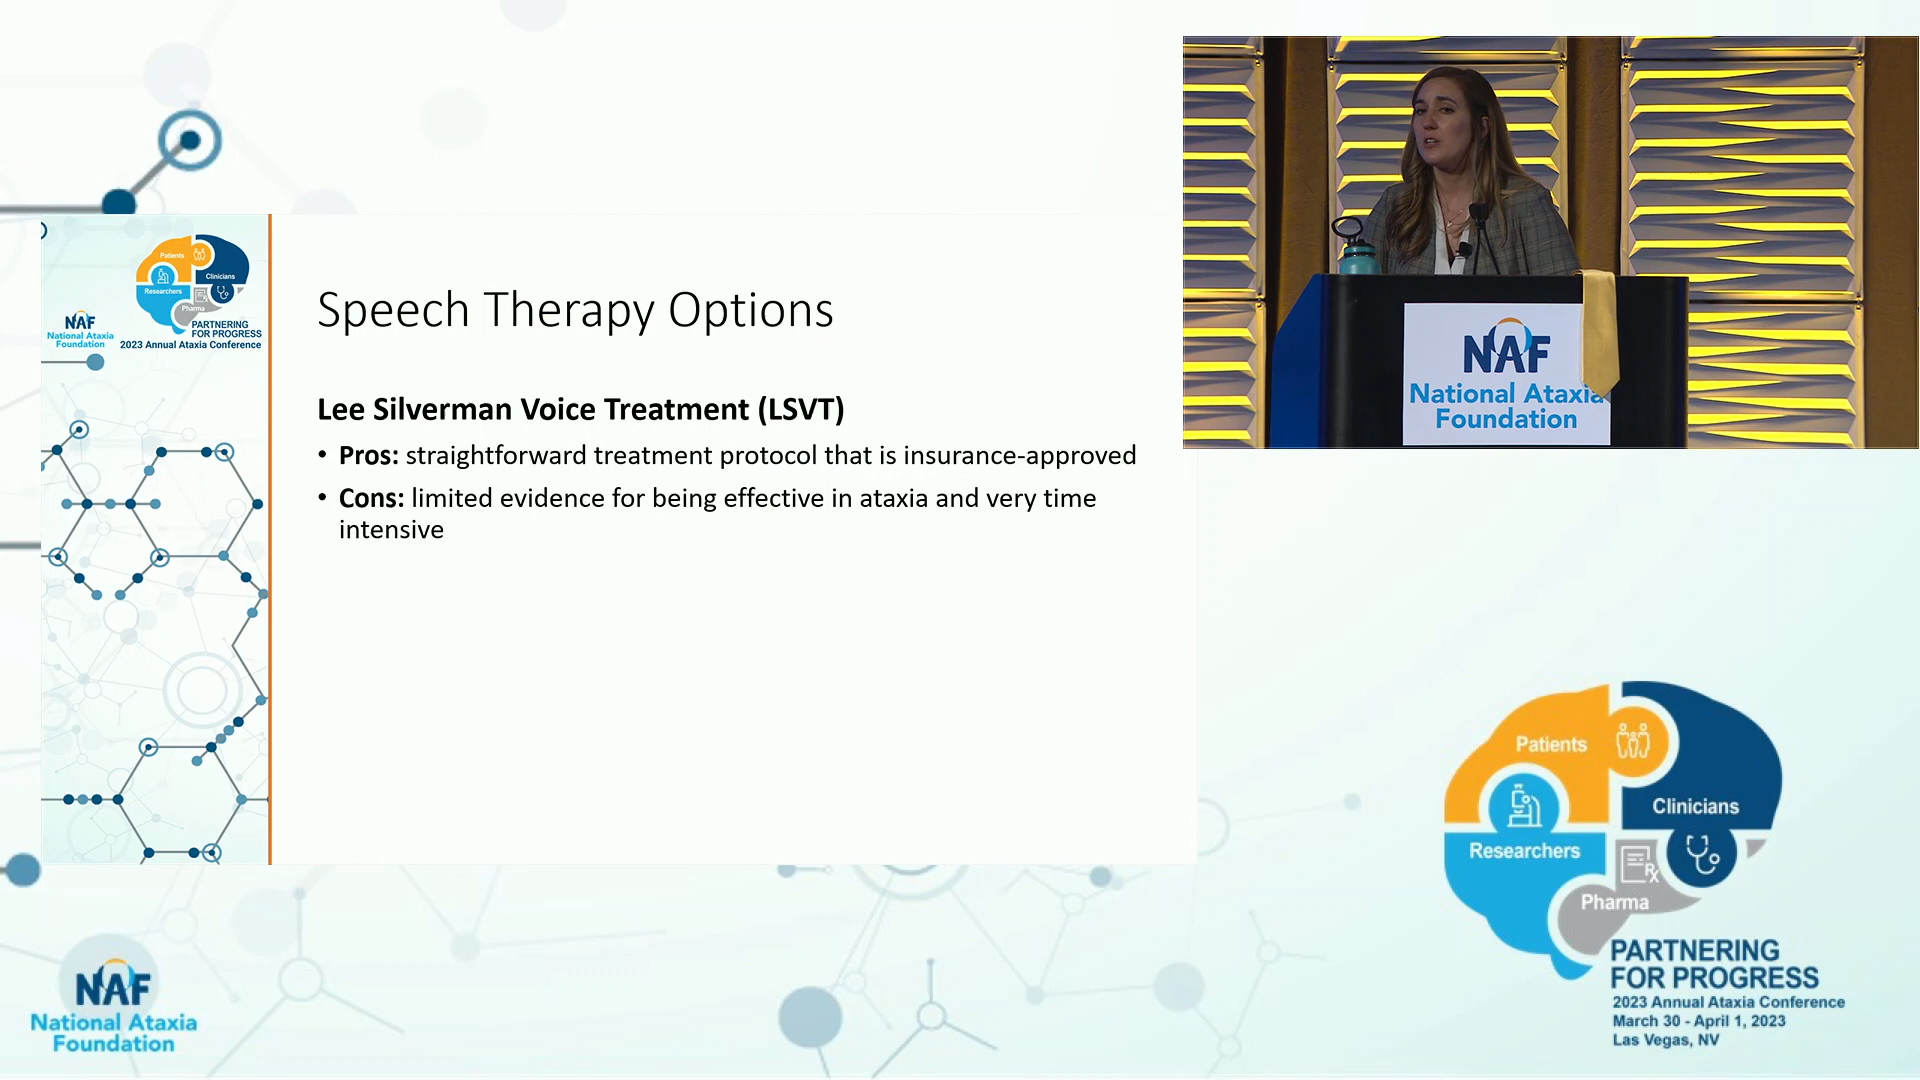 Patients
Clinicians
Researchers
Pharma
NAF
National Ataxia
Foundation
PARTNERING
FOR PROGRESS
2023 Annual Ataxia Conference
Speech Therapy Options
Lee Silverman Voice Treatment (LSVT)
• Pros: straightforward treatment protocol that is insurance-approved
• Cons: limited evidence for being effective in ataxia and very time
intensive
NAF
National Ataxia
Foundation
Patients
Clinicians
Researchers
Rx
Pharma
PARTNERING
FOR PROGRESS
2023 Annual Ataxia Conference
March 30 - April 1, 2023
Las Vegas, NV
NAF
National Ataxia
Foundation